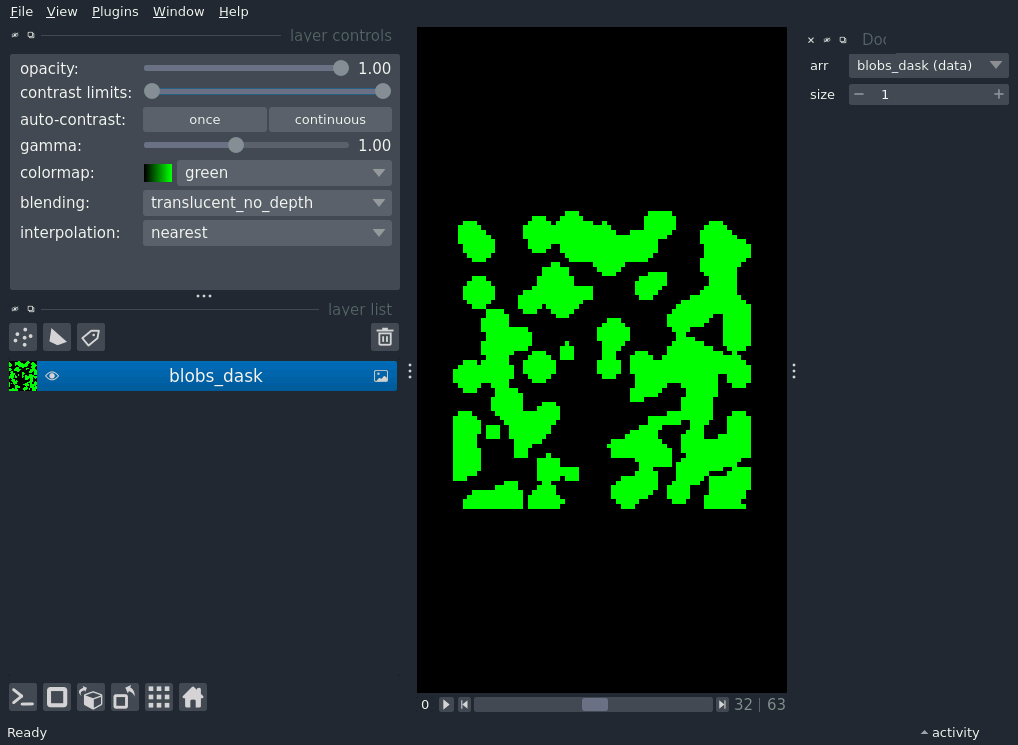 File View Plugins Window Help
layer controls
opacity: 1.00
contrast limits:
auto-contrast: once continuous
gamma: 1.00
colormap: green
blending: translucent_no_depth
interpolation: nearest
layer list
blobs_dask
0 32 | 63
arr blobs_dask (data)
size 1
Ready
activity